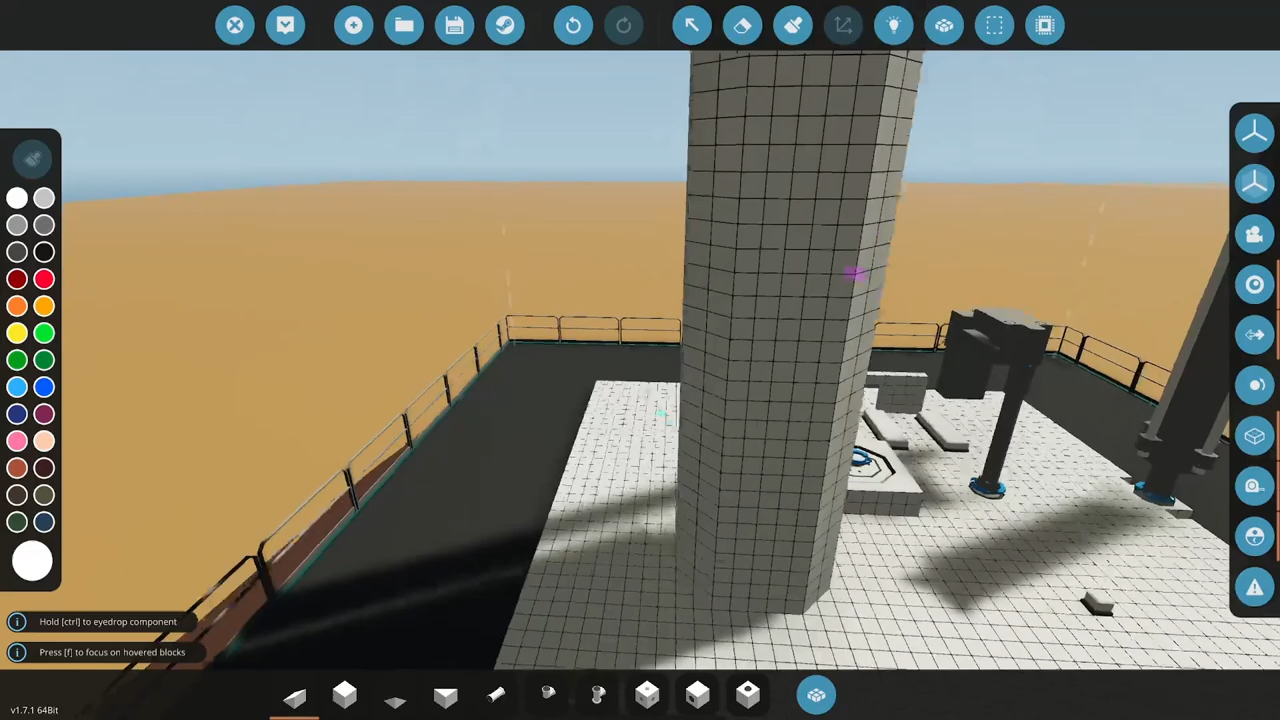 Hold [ctrl] to eyedrop component
Press [f] to focus on hovered blocks
v1.7.1 64Bit